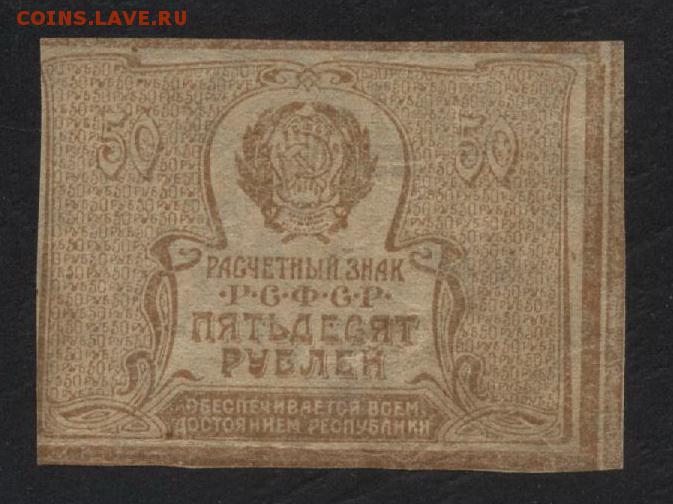 COINS.LAVE.RU
50 50
РАСЧЕТНЫЙ ЗНАК
·Р·С·Ф·С·Р·
ПЯТЬДЕСЯТ
РУБЛЕЙ
ОБЕСПЕЧИВАЕТСЯ ВСЕМ
ДОСТОЯНИЕМ РЕСПУБЛИКИ